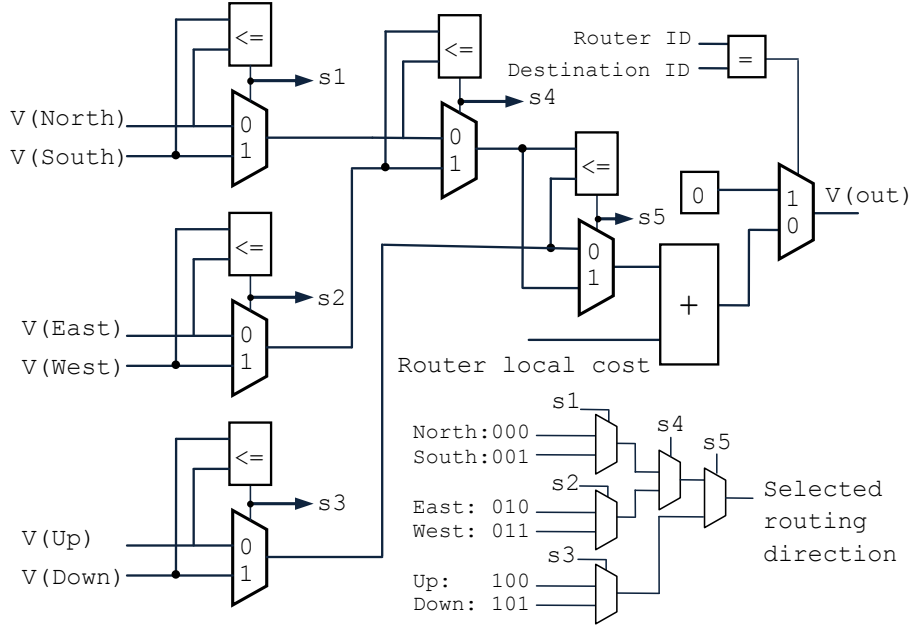 <=
s1
V(North)
0
V(South)
1
<=
s4
0
1
Router ID
=
Destination ID
<=
s5
0
1
0
1
V(out)
0
<=
s2
V(East)
0
V(West)
1
+
Router local cost
<=
s3
V(Up)
0
V(Down)
1
s1
North:000
South:001
s4
s5
s2
East: 010
West: 011
s3
Up: 100
Down: 101
Selected
routing
direction